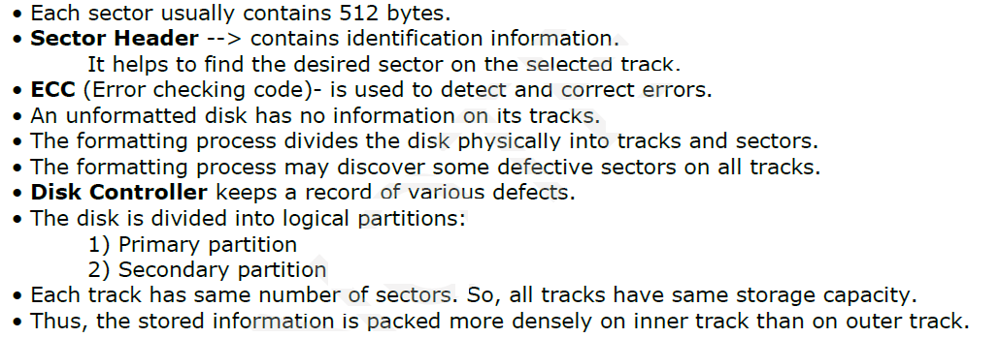 • Each sector usually contains 512 bytes.
• Sector Header --> contains identification information.
It helps to find the desired sector on the selected track.
• ECC (Error checking code)- is used to detect and correct errors.
• An unformatted disk has no information on its tracks.
• The formatting process divides the disk physically into tracks and sectors.
• The formatting process may discover some defective sectors on all tracks.
• Disk Controller keeps a record of various defects.
• The disk is divided into logical partitions:
1) Primary partition
2) Secondary partition
• Each track has same number of sectors. So, all tracks have same storage capacity.
• Thus, the stored information is packed more densely on inner track than on outer track.